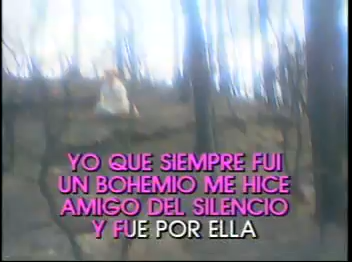 YO QUE SIEMPRE FUI
UN BOHEMIO ME HICE
AMIGO DEL SILENCIO
Y FUE POR ELLA